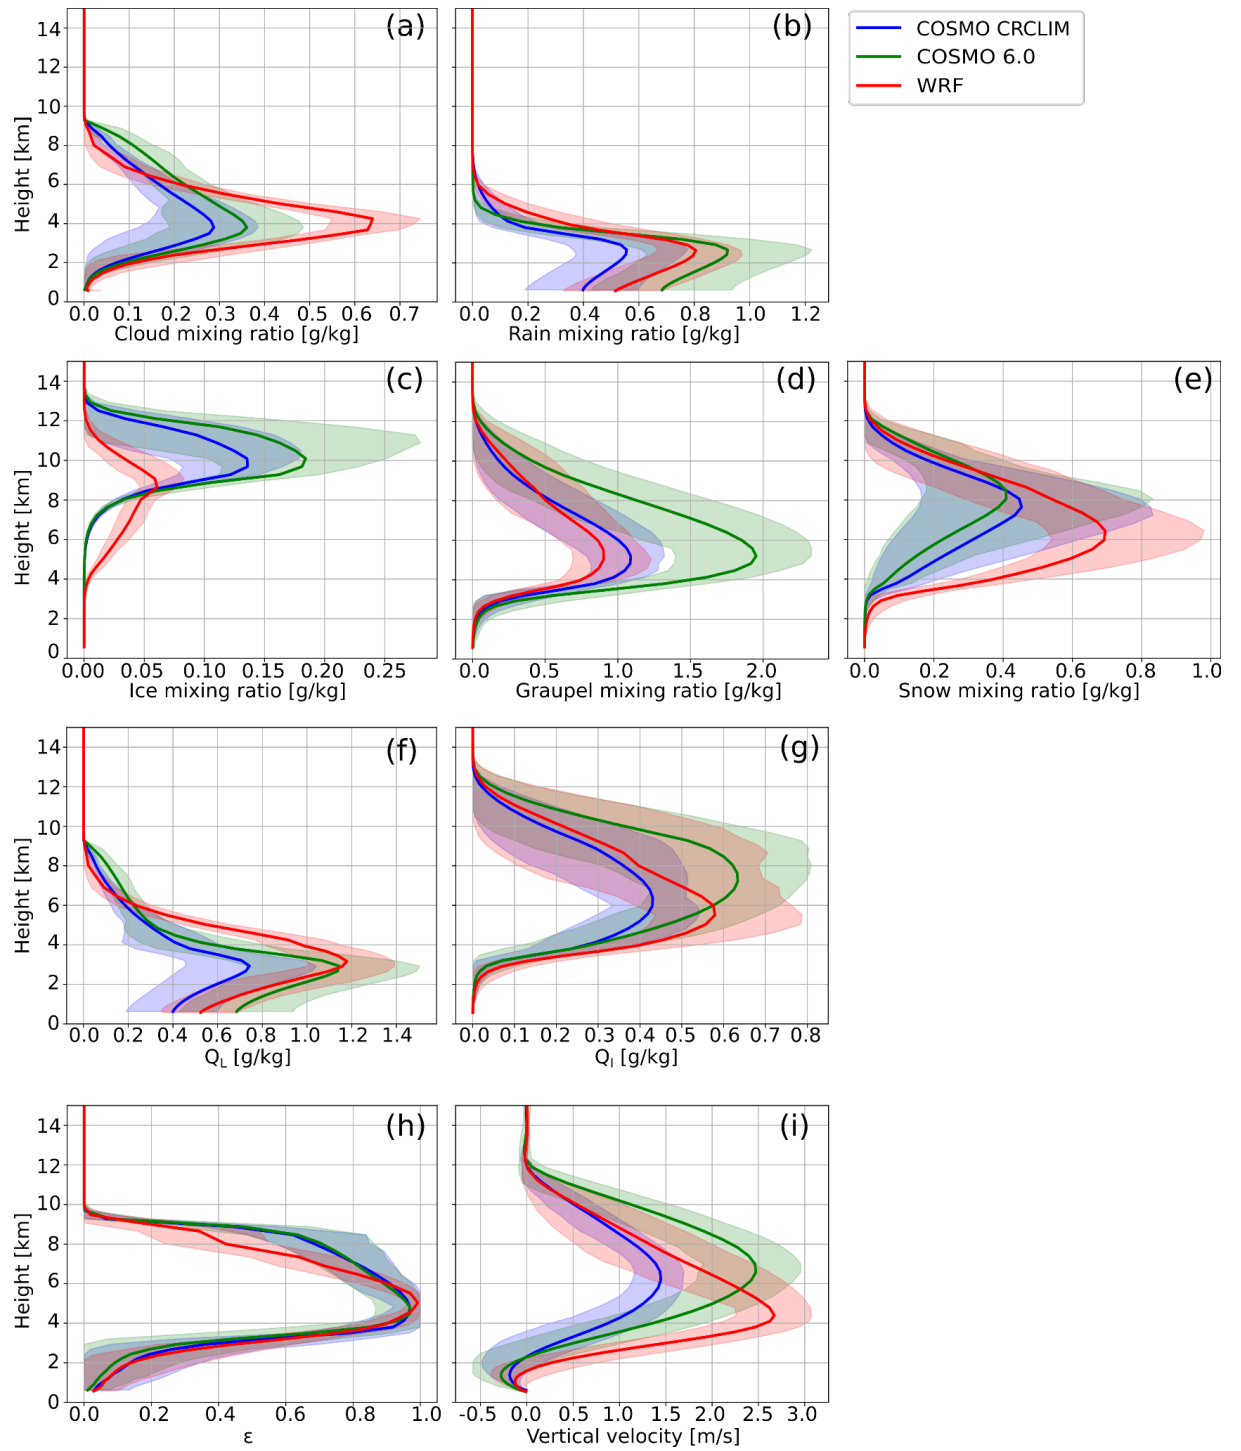 (a)
14
12
10
8
6
4
2
0
Height [km]
0.0 0.1 0.2 0.3 0.4 0.5 0.6 0.7
Cloud mixing ratio [g/kg]
(b)
0.0 0.2 0.4 0.6 0.8 1.0 1.2
Rain mixing ratio [g/kg]
COSMO CRCLIM
COSMO 6.0
WRF
(c)
14
12
10
8
6
4
2
0
Height [km]
0.00 0.05 0.10 0.15 0.20 0.25
Ice mixing ratio [g/kg]
(d)
0.0 0.5 1.0 1.5 2.0
Graupel mixing ratio [g/kg]
(e)
0.0 0.2 0.4 0.6 0.8 1.0
Snow mixing ratio [g/kg]
(f)
14
12
10
8
6
4
2
0
Height [km]
0.0 0.2 0.4 0.6 0.8 1.0 1.2 1.4
Q_L [g/kg]
(g)
0.0 0.1 0.2 0.3 0.4 0.5 0.6 0.7 0.8
Q_I [g/kg]
(h)
14
12
10
8
6
4
2
0
Height [km]
0.0 0.2 0.4 0.6 0.8 1.0
ε
(i)
-0.5 0.0 0.5 1.0 1.5 2.0 2.5 3.0
Vertical velocity [m/s]